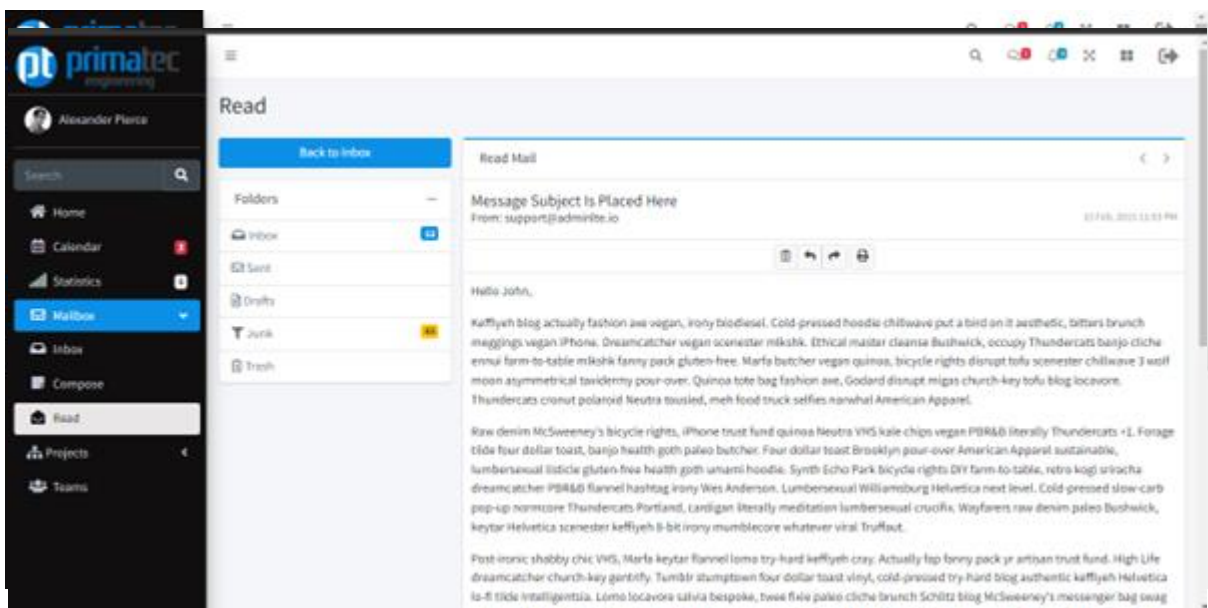 primatec
engineering
Alexander Pierce
Search
Home
Calendar
Statistics
Mailbox
Inbox
Compose
Read
Projects
Teams
Read
Back to Inbox
Folders
Inbox
Sent
Drafts
Junk
Trash
Read Mail
Message Subject Is Placed Here
From: support@adminlte.io
15 Feb, 2015 11:03 PM
Hello John,
Keffiyeh blog actually fashion axe vegan, irony biodiesel. Cold-pressed hoodie chillwave put a bird on it aesthetic, bitters brunch
meggings vegan iPhone. Dreamcatcher vegan scenester mlkshk. Ethical master cleanse Bushwick, occupy Thundercats banjo cliche
ennui farm-to-table mlkshk fanny pack gluten-free. Marfa butcher vegan quinoa, bicycle rights disrupt tofu scenester chillwave 3 wolf
moon asymmetrical taxidermy pour-over. Quinoa tote bag fashion axe, Godard disrupt migas church-key tofu blog locavore.
Thundercats cronut polaroid Neutra tousled, meh food truck selfies narwhal American Apparel.
Raw denim McSweeney's bicycle rights, iPhone trust fund quinoa Neutra VHS kale chips vegan PBR&B literally Thundercats +1. Forage
tilde four dollar toast, banjo health goth paleo butcher. Four dollar toast Brooklyn pour-over American Apparel sustainable,
lumbersexual listicle gluten-free health goth umami hoodie. Synth Echo Park bicycle rights DIY farm-to-table, retro kogi sriracha
dreamcatcher PBR&B flannel hashtag irony Wes Anderson. Lumbersexual Williamsburg Helvetica next level. Cold-pressed slow-carb
pop-up normcore Thundercats Portland, cardigan literally meditation lumbersexual crucifix. Wayfarers raw denim paleo Bushwick,
keytar Helvetica scenester keffiyeh 8-bit irony mumblecore whatever viral Truffaut.
Post-ironic shabby chic VHS, Marfa keytar flannel lomo try-hard keffiyeh cray. Actually fap fanny pack yr artisan trust fund. High Life
dreamcatcher church-key gentrify. Tumblr stumptown four dollar toast vinyl, cold-pressed try-hard blog authentic keffiyeh Helvetica
lo-fi tilde Intelligentsia. Lomo locavore salvia bespoke, twee fixie paleo cliche brunch Schlitz blog McSweeney's messenger bag swag